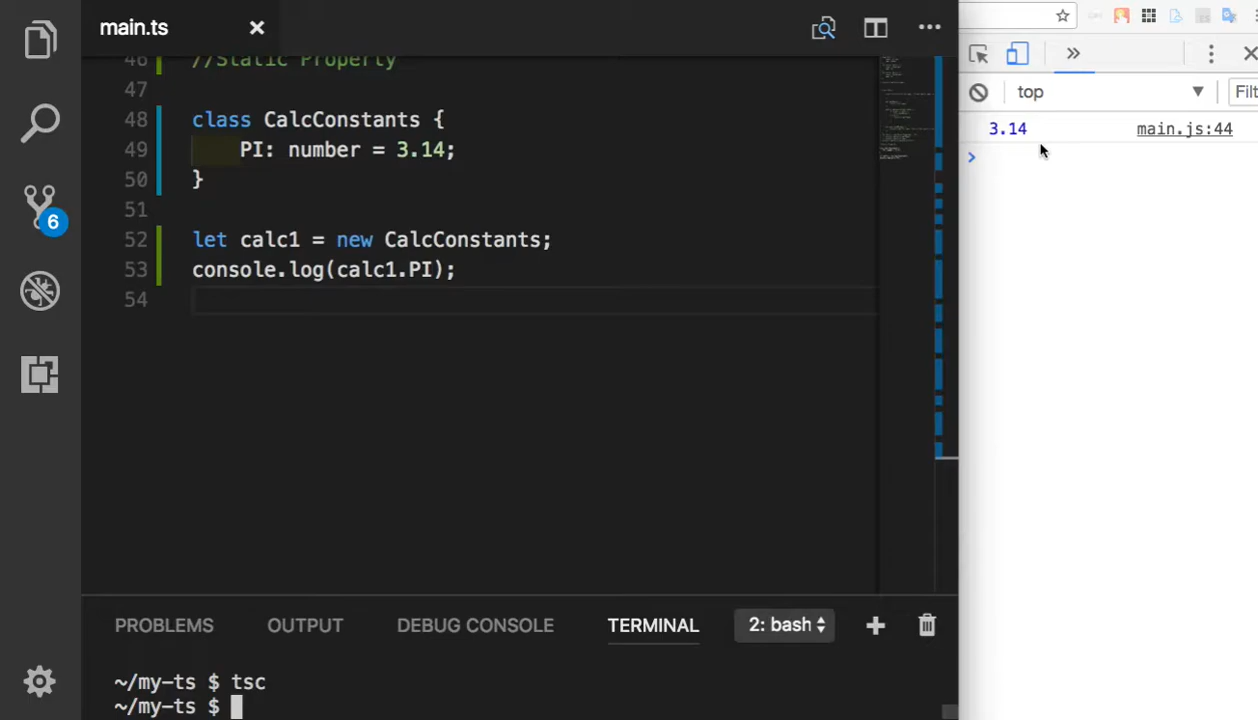 main.ts
top
Filt
46 //Static Property
47
48 class CalcConstants {
49 PI: number = 3.14;
50 }
51
52 let calc1 = new CalcConstants;
53 console.log(calc1.PI);
54
3.14 main.js:44
6
PROBLEMS OUTPUT DEBUG CONSOLE TERMINAL 2: bash
~/my-ts $ tsc
~/my-ts $